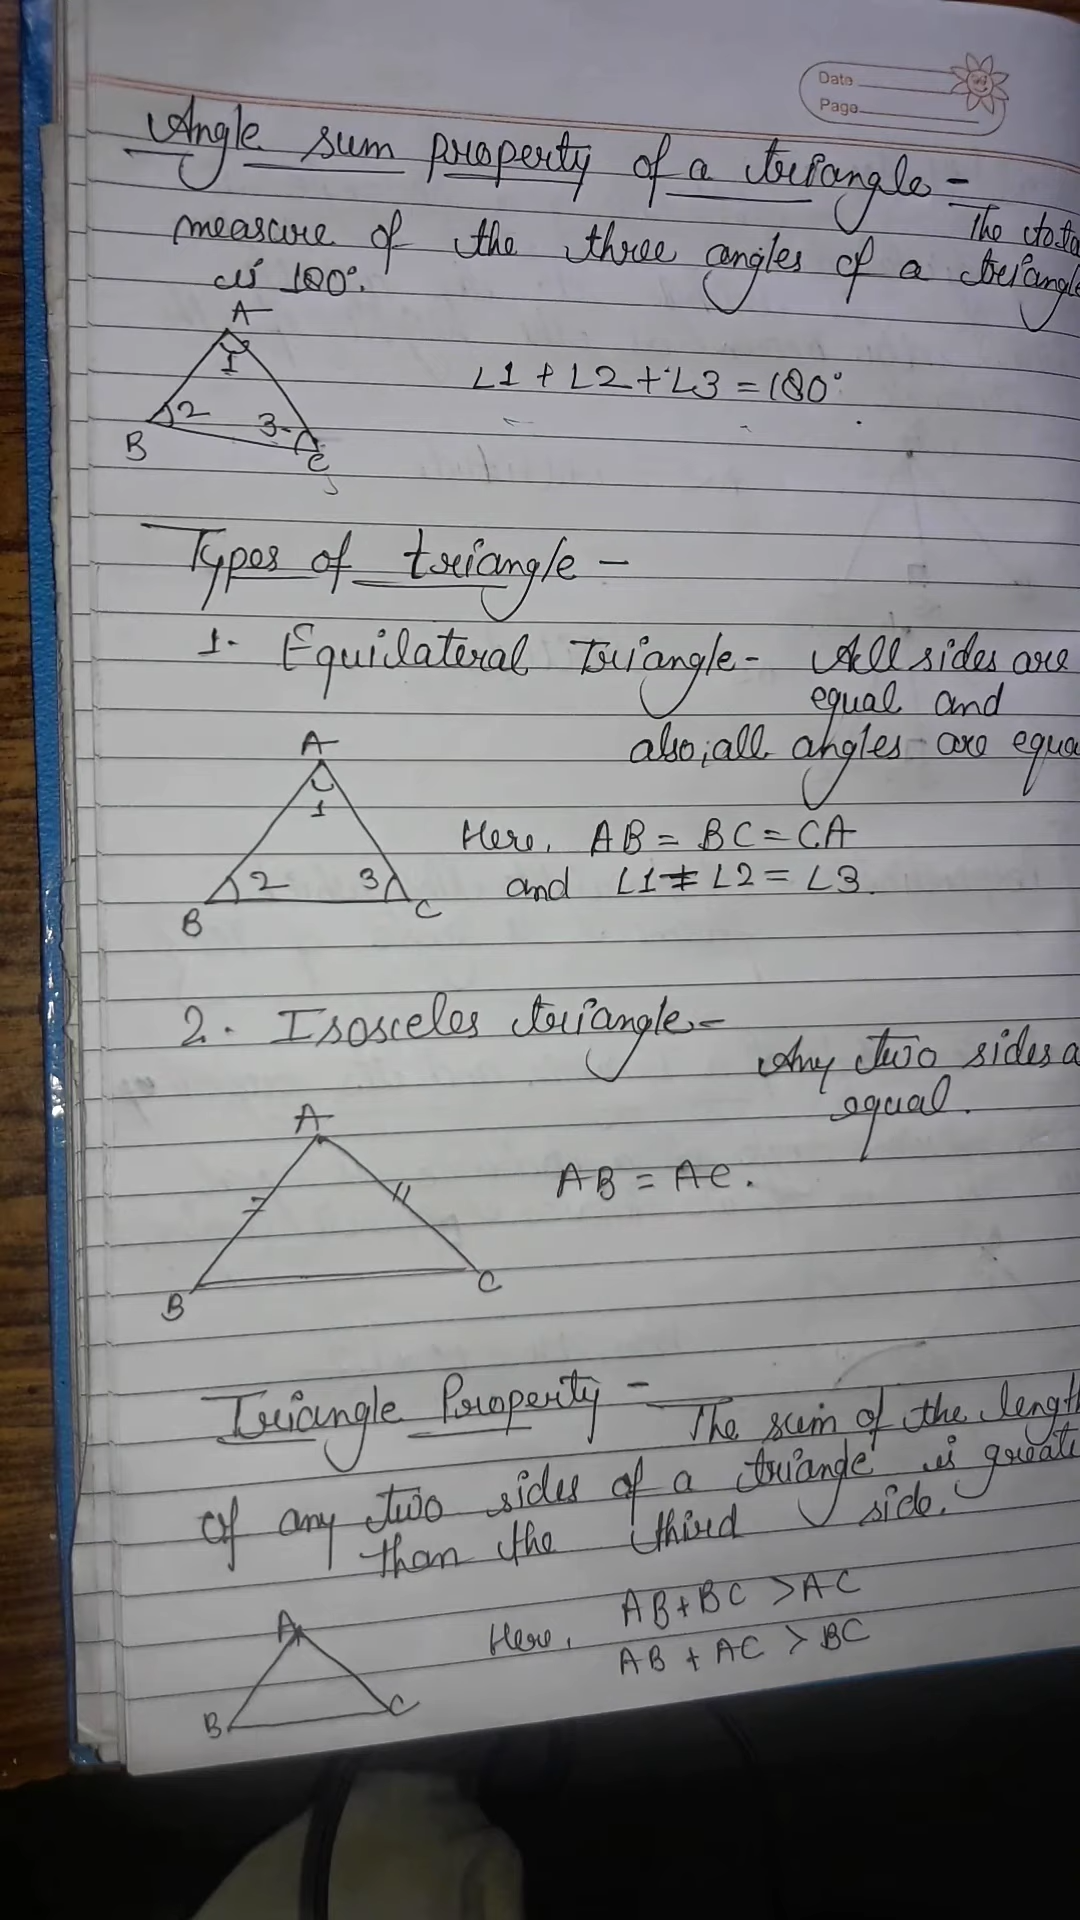 Date
Page
Angle sum property of a triangle -
The tota
measure of the three angles of a triangle
is 180°.
A
1
2
3
B
C
∠1 + ∠2 + ∠3 = 180°
Types of triangle -
1. Equilateral Triangle - All sides are
equal and
also, all angles are equa
A
1
2
3
B
C
Here, AB = BC = CA
and ∠1 = ∠2 = ∠3.
2. Isosceles triangle -
Any two sides a
equal.
A
B
C
AB = AC.
Triangle Property - The sum of the length
of any two sides of a triangle is greate
than the third side.
A
B
C
Here, AB + BC > AC
AB + AC > BC